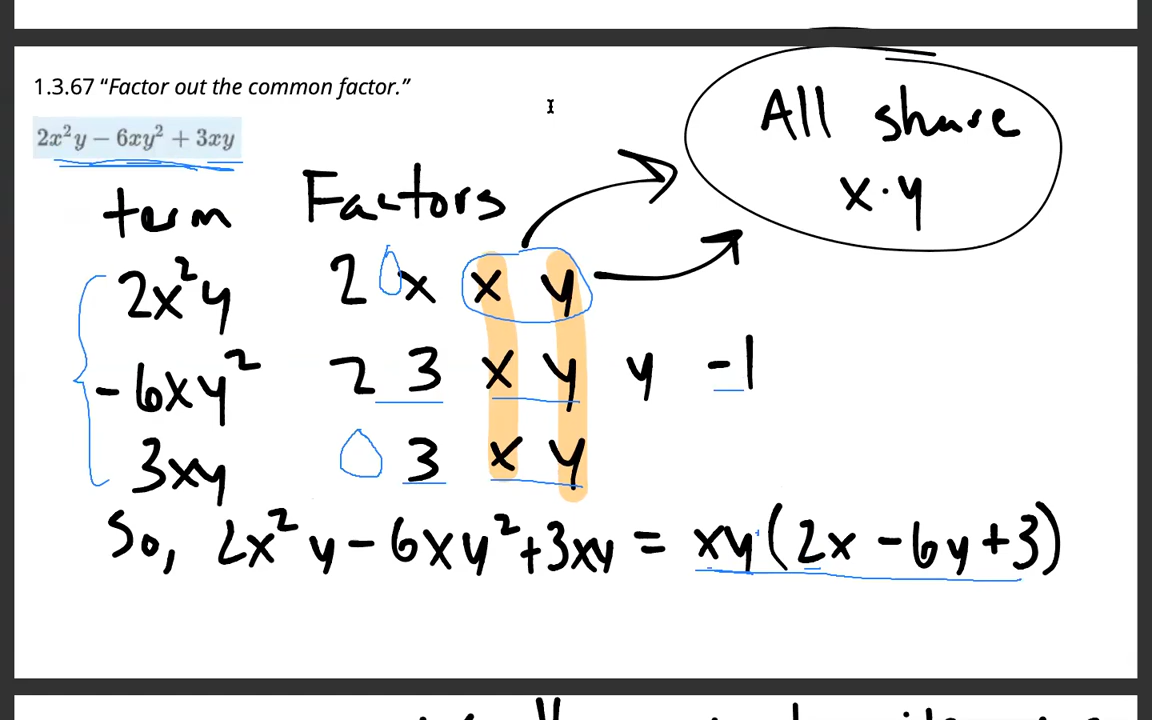 1.3.67 “Factor out the common factor.”
2x²y − 6xy² + 3xy
All share
x·y
term Factors
2x²y 2 x x y
-6xy² 2 3 x y y -1
3xy 3 x y
So, 2x²y - 6xy² + 3xy = xy(2x - 6y + 3)